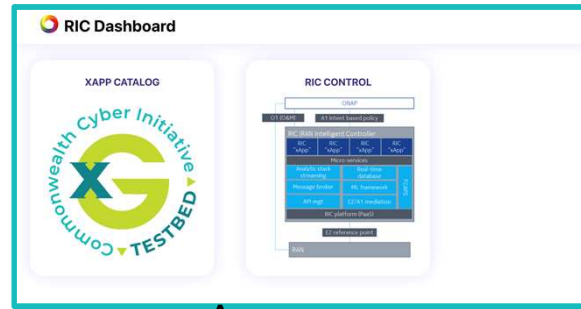 RIC Dashboard
XAPP CATALOG
Commonwealth Cyber Initiative
xG
TESTBED
RIC CONTROL
ONAP
O1 (O&M) A1 Intent based policy
RIC (RAN Intelligent Controller)
RIC "xApp" RIC "xApp" RIC "xApp" RIC "xApp"
Micro services
Analytic stack streaming
Real-time database
Message broker
ML framework
API mgt
E2/A1 mediation
FCAPS
RIC platform (PaaS)
E2 reference point
RAN